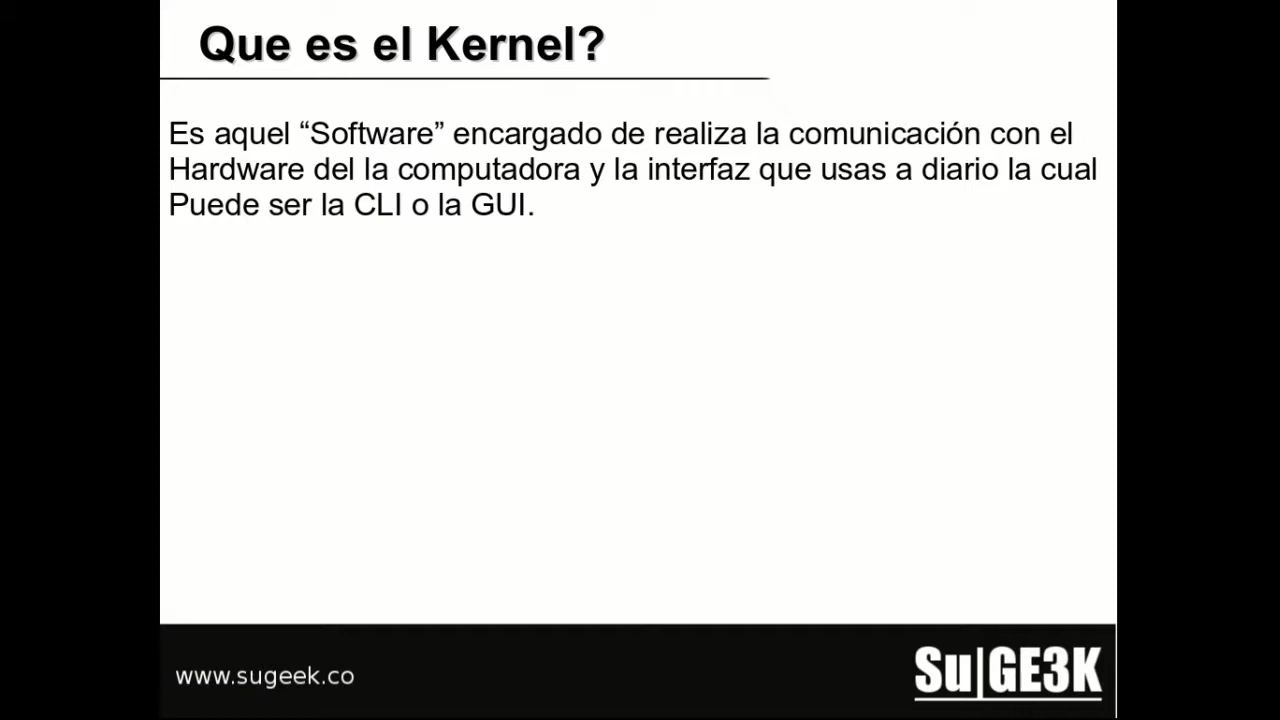 Que es el Kernel?
Es aquel “Software” encargado de realiza la comunicación con el
Hardware del la computadora y la interfaz que usas a diario la cual
Puede ser la CLI o la GUI.
www.sugeek.co
Su|GE3K